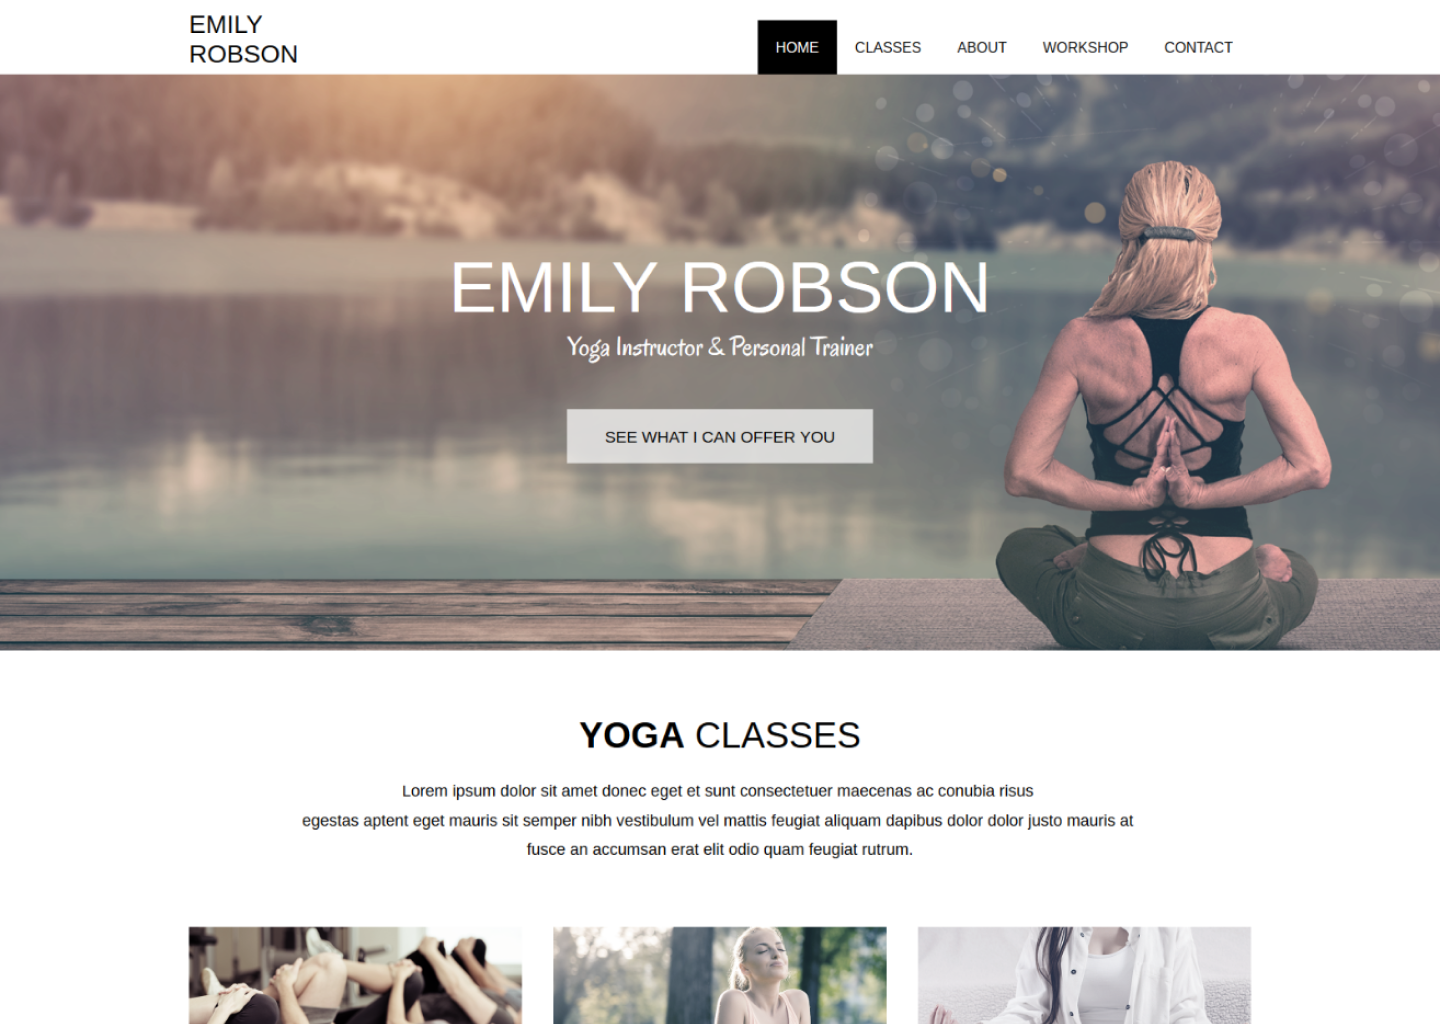 EMILY
ROBSON
HOME CLASSES ABOUT WORKSHOP CONTACT
EMILY ROBSON
Yoga Instructor & Personal Trainer
SEE WHAT I CAN OFFER YOU
YOGA CLASSES
Lorem ipsum dolor sit amet donec eget et sunt consectetuer maecenas ac conubia risus
egestas aptent eget mauris sit semper nibh vestibulum vel mattis feugiat aliquam dapibus dolor dolor justo mauris at
fusce an accumsan erat elit odio quam feugiat rutrum.